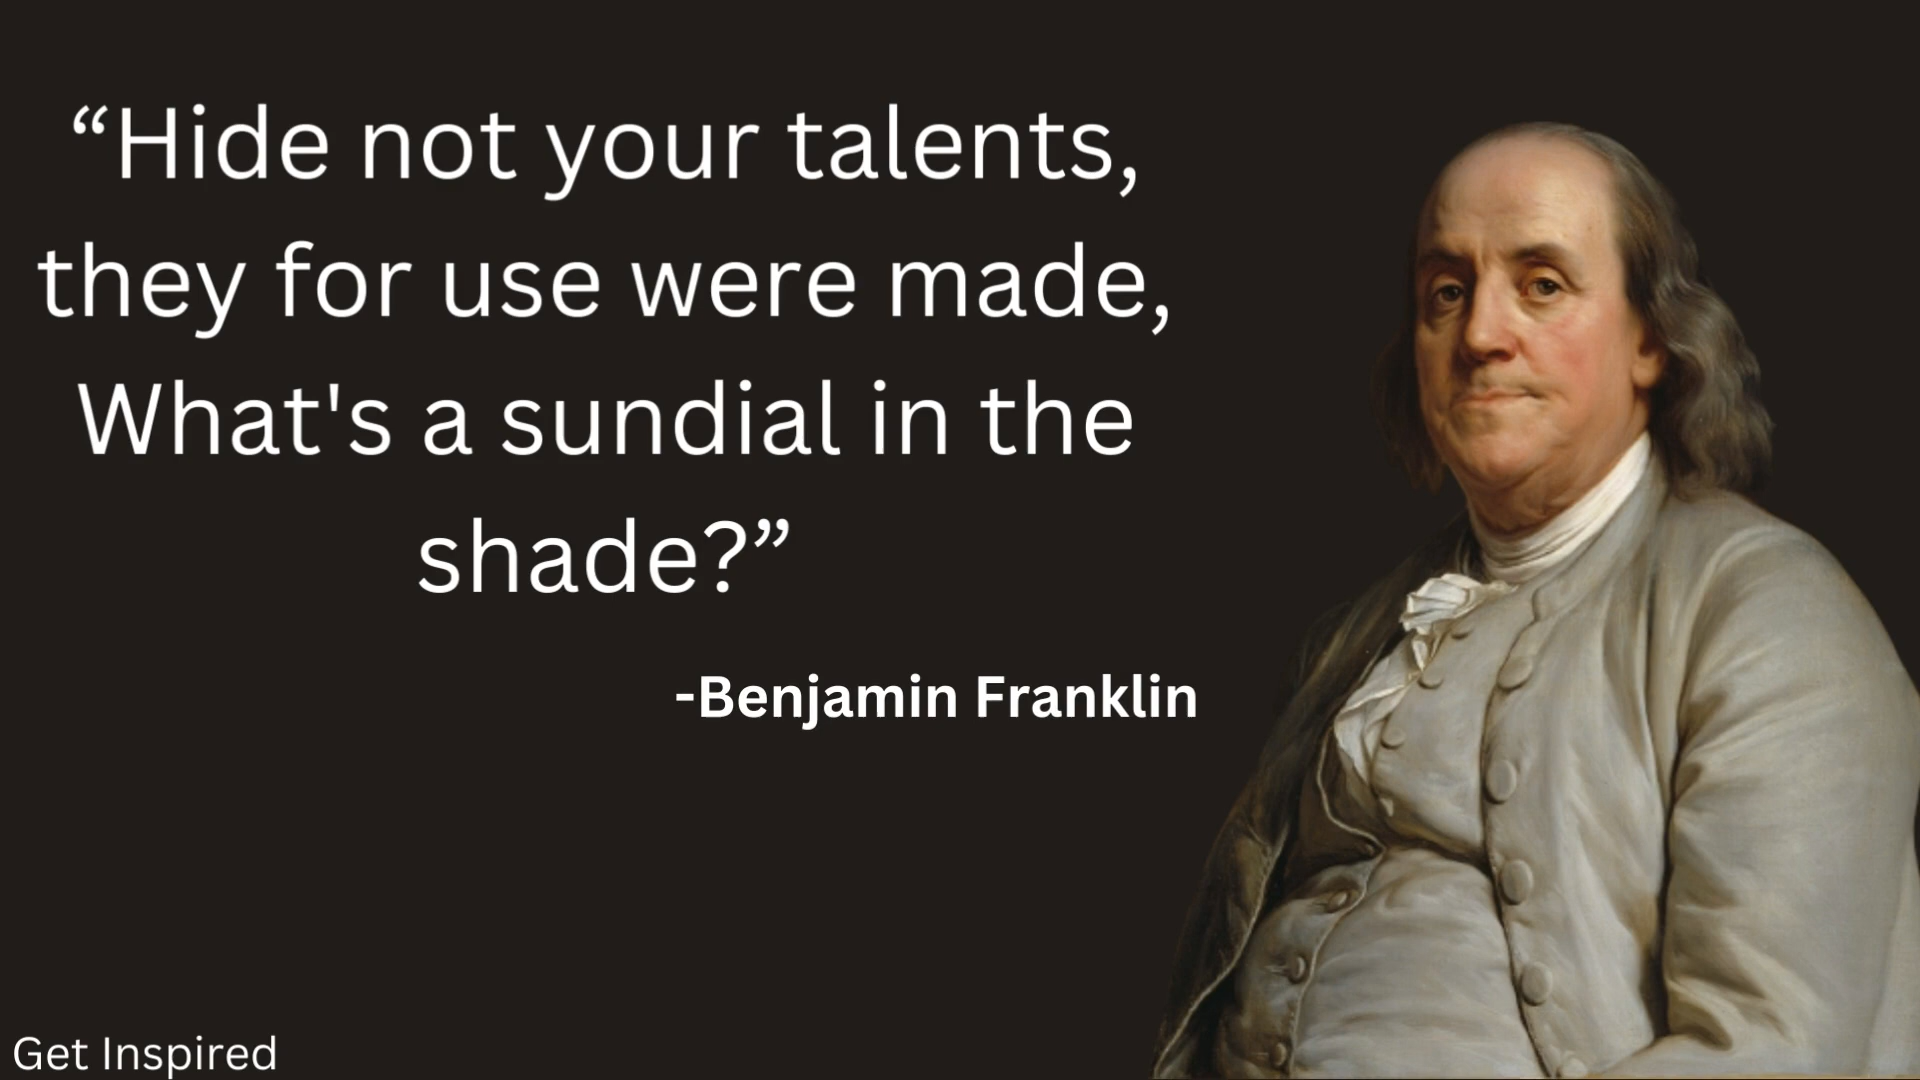 “Hide not your talents,
they for use were made,
What's a sundial in the
shade?”
-Benjamin Franklin
Get Inspired